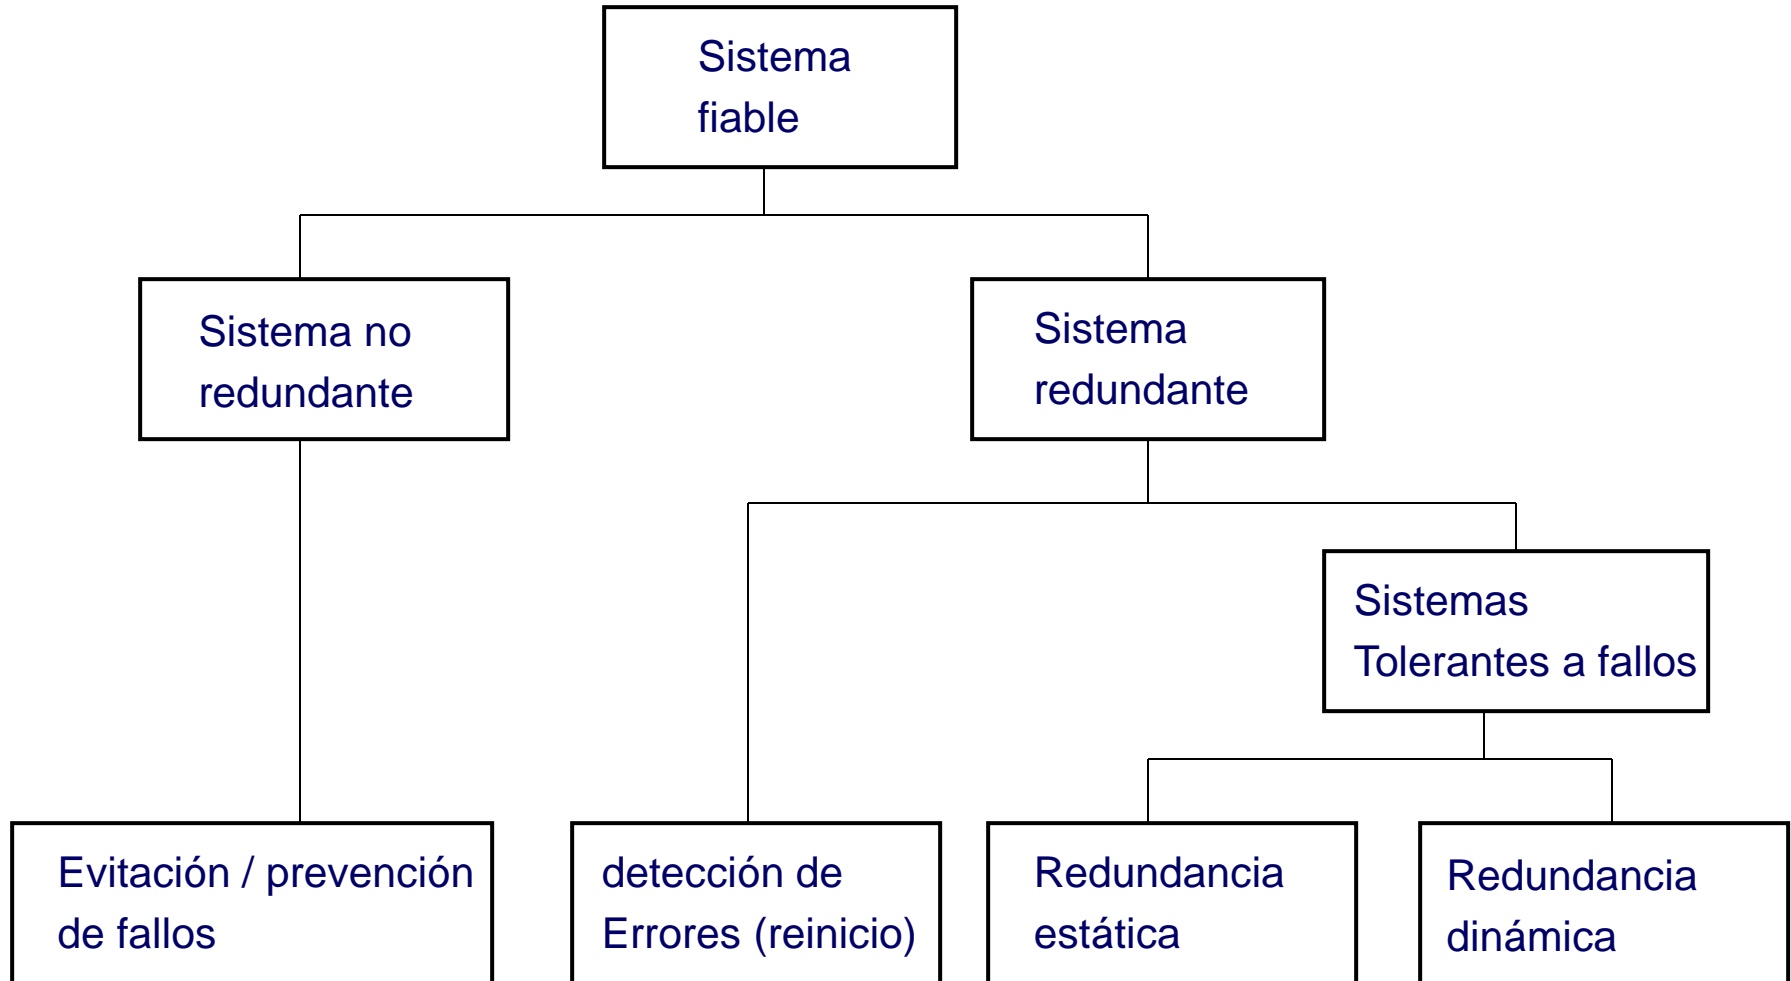 Sistema
fiable
Sistema no
redundante
Sistema
redundante
Sistemas
Tolerantes a fallos
Evitación / prevención
de fallos
detección de
Errores (reinicio)
Redundancia
estática
Redundancia
dinámica